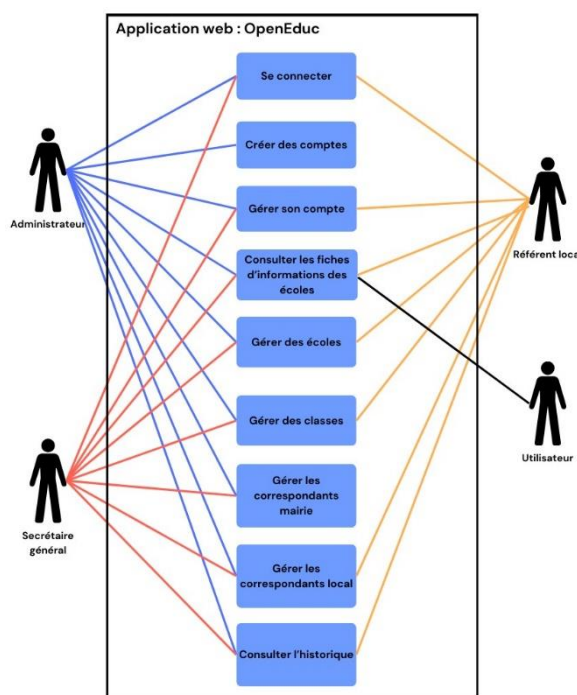 Application web : OpenEduc
Se connecter
Créer des comptes
Administrateur
Gérer son compte
Consulter les fiches
d'informations des
écoles
Référent loca
Gérer des écoles
Gérer des classes
Utilisateur
Gérer les
correspondants
mairie
Secrétaire
général
Gérer les
correspondants local
Consulter l'historique